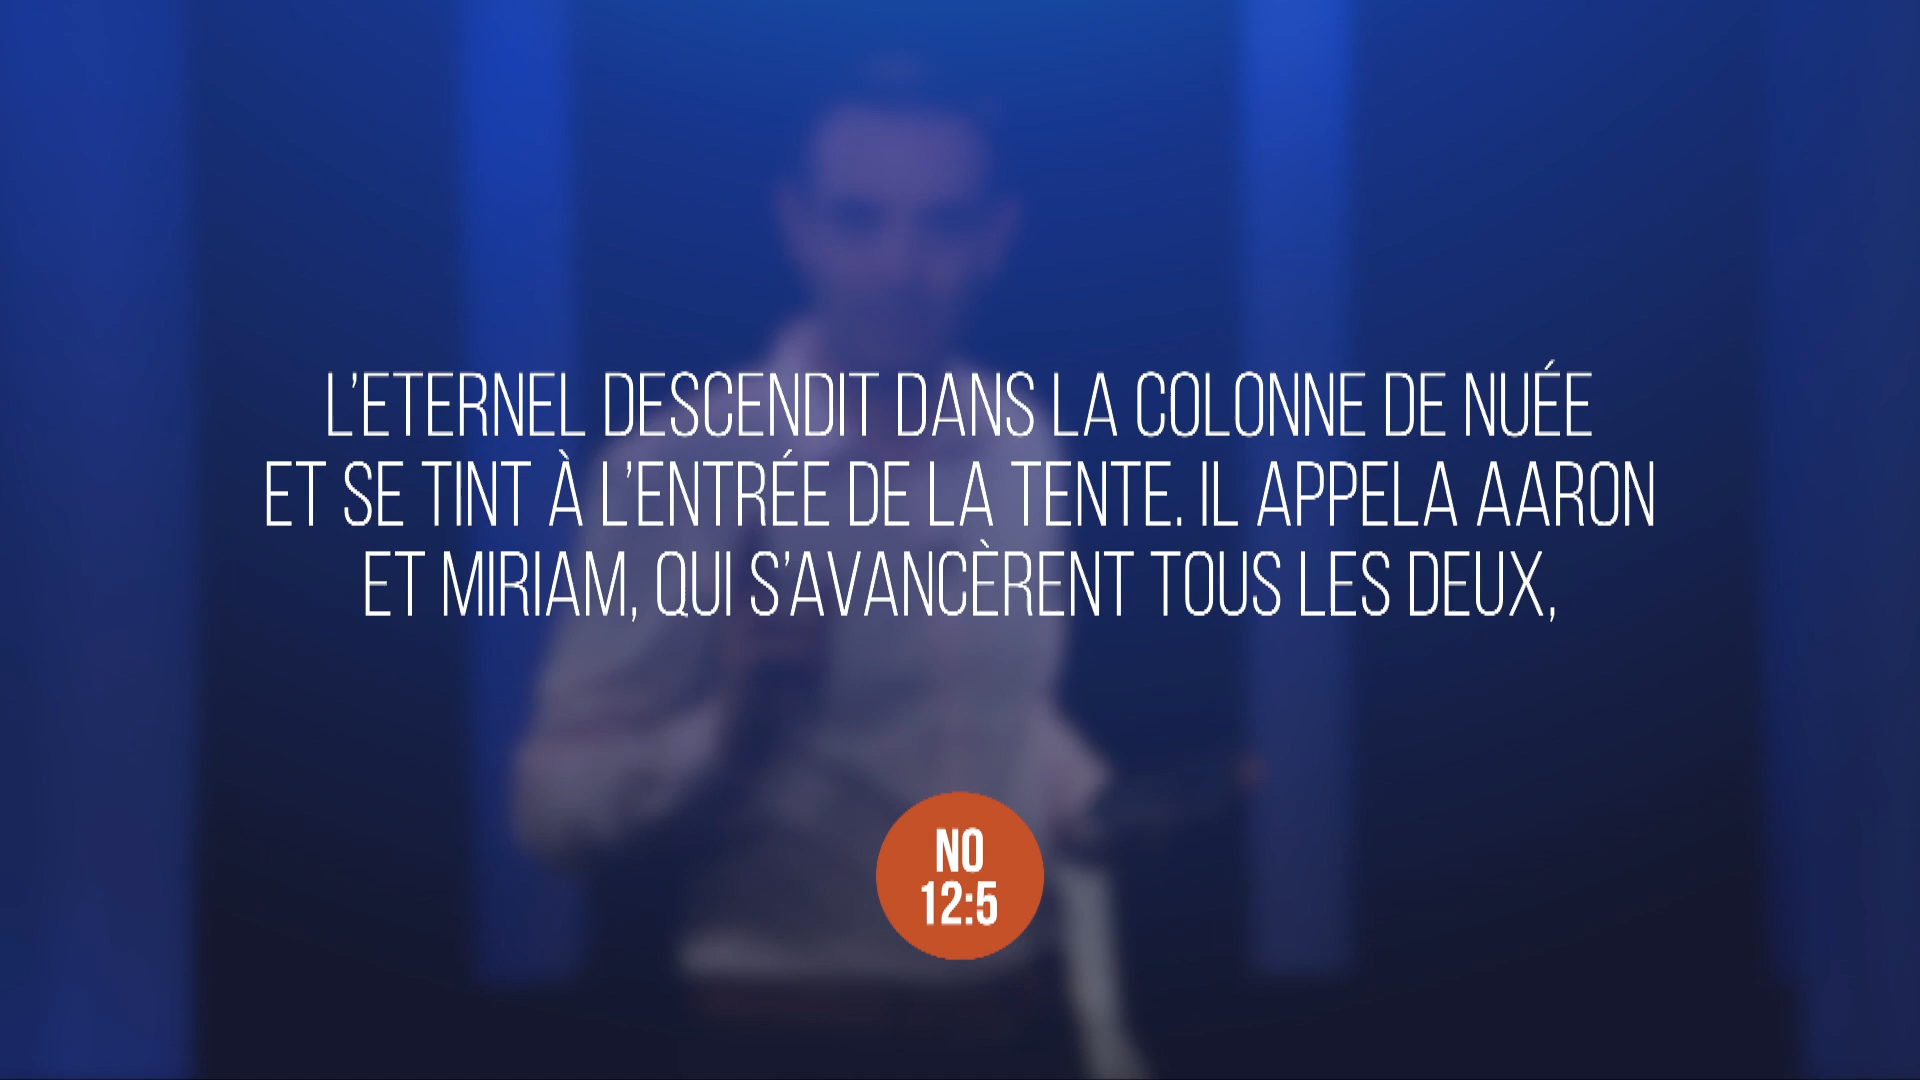 L’ETERNEL DESCENDIT DANS LA COLONNE DE NUÉE
ET SE TINT À L’ENTRÉE DE LA TENTE. IL APPELA AARON
ET MIRIAM, QUI S’AVANCÈRENT TOUS LES DEUX,
NO
12:5